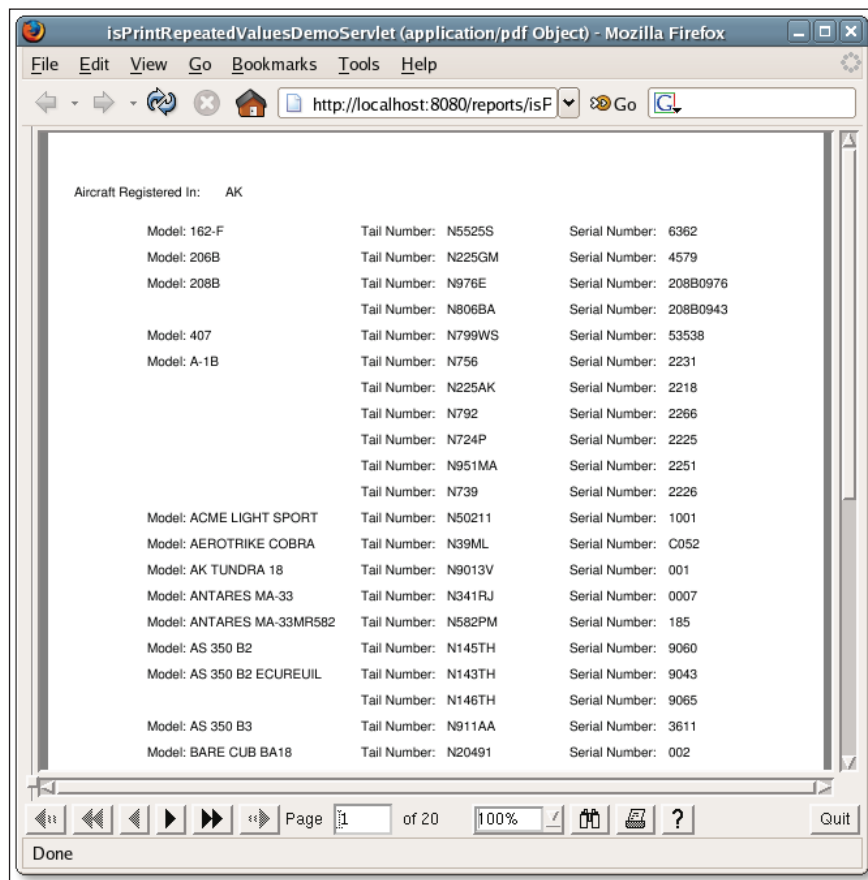 isPrintRepeatedValuesDemoServlet (application/pdf Object) - Mozilla Firefox
File Edit View Go Bookmarks Tools Help
http://localhost:8080/reports/isP Go G
Aircraft Registered In: AK
Model: 162-F Tail Number: N5525S Serial Number: 6362
Model: 206B Tail Number: N225GM Serial Number: 4579
Model: 208B Tail Number: N976E Serial Number: 208B0976
Tail Number: N806BA Serial Number: 208B0943
Model: 407 Tail Number: N799WS Serial Number: 53538
Model: A-1B Tail Number: N756 Serial Number: 2231
Tail Number: N225AK Serial Number: 2218
Tail Number: N792 Serial Number: 2266
Tail Number: N724P Serial Number: 2225
Tail Number: N951MA Serial Number: 2251
Tail Number: N739 Serial Number: 2226
Model: ACME LIGHT SPORT Tail Number: N50211 Serial Number: 1001
Model: AEROTRIKE COBRA Tail Number: N39ML Serial Number: C052
Model: AK TUNDRA 18 Tail Number: N9013V Serial Number: 001
Model: ANTARES MA-33 Tail Number: N341RJ Serial Number: 0007
Model: ANTARES MA-33MR582 Tail Number: N582PM Serial Number: 185
Model: AS 350 B2 Tail Number: N145TH Serial Number: 9060
Model: AS 350 B2 ECUREUIL Tail Number: N143TH Serial Number: 9043
Tail Number: N146TH Serial Number: 9065
Model: AS 350 B3 Tail Number: N911AA Serial Number: 3611
Model: BARE CUB BA18 Tail Number: N20491 Serial Number: 002
Page 1 of 20 100% ? Quit
Done